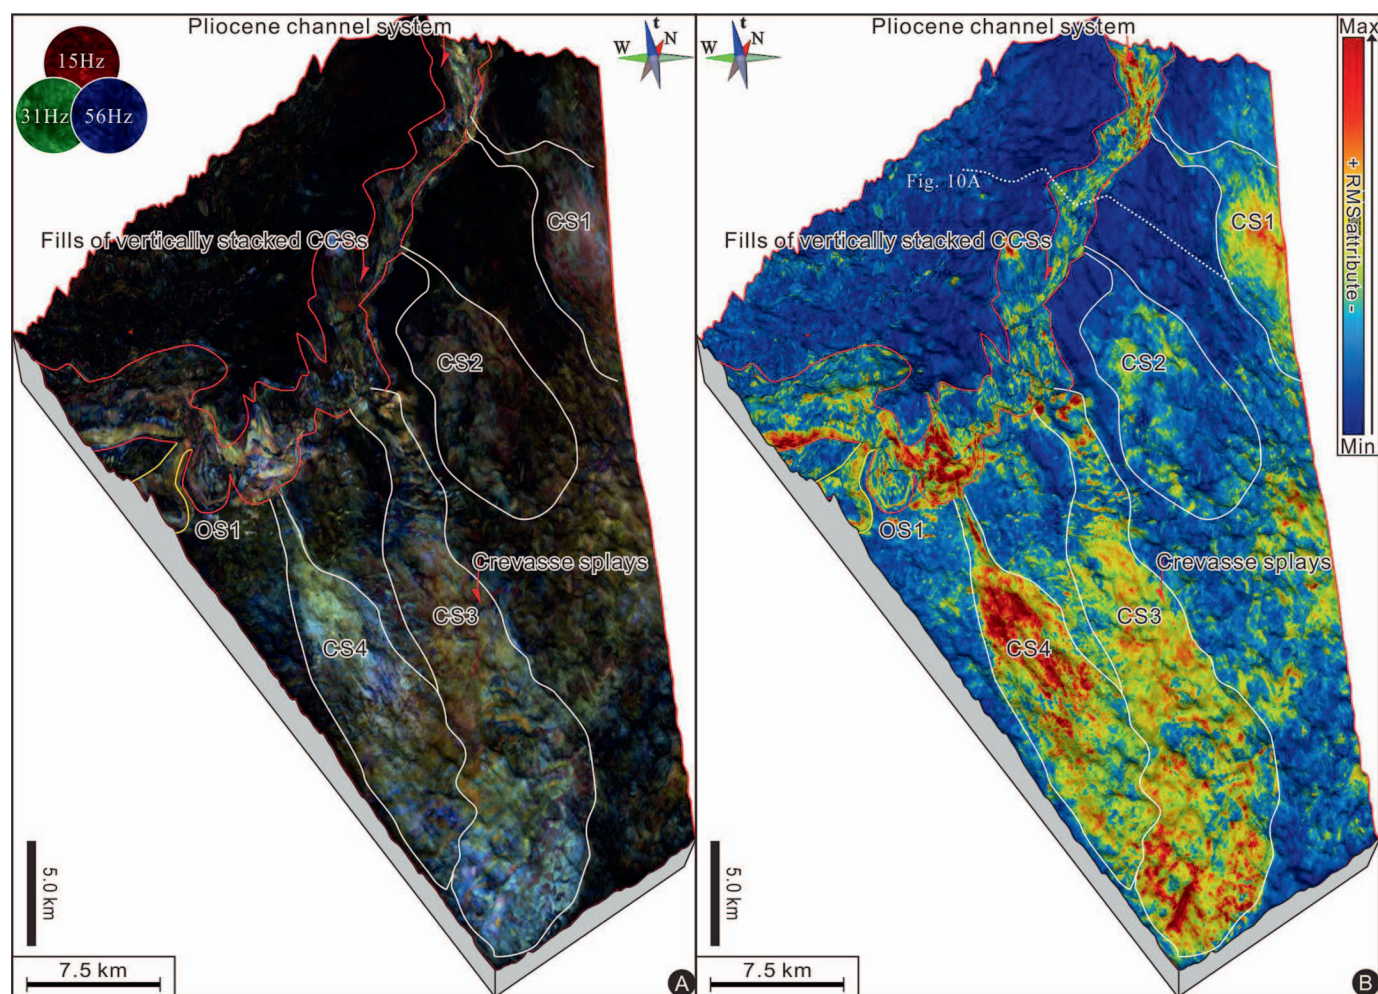 Pliocene channel system
15Hz
31Hz
56Hz
t
N
W
CS1
Fills of vertically stacked CCSs
CS2
OS1
Crevasse splays
CS3
CS4
5.0 km
7.5 km
A
Pliocene channel system
t
N
W
Max
+ RMS attribute -
Min
Fig. 10A
CS1
Fills of vertically stacked CCSs
CS2
OS1
Crevasse splays
CS3
CS4
5.0 km
7.5 km
B